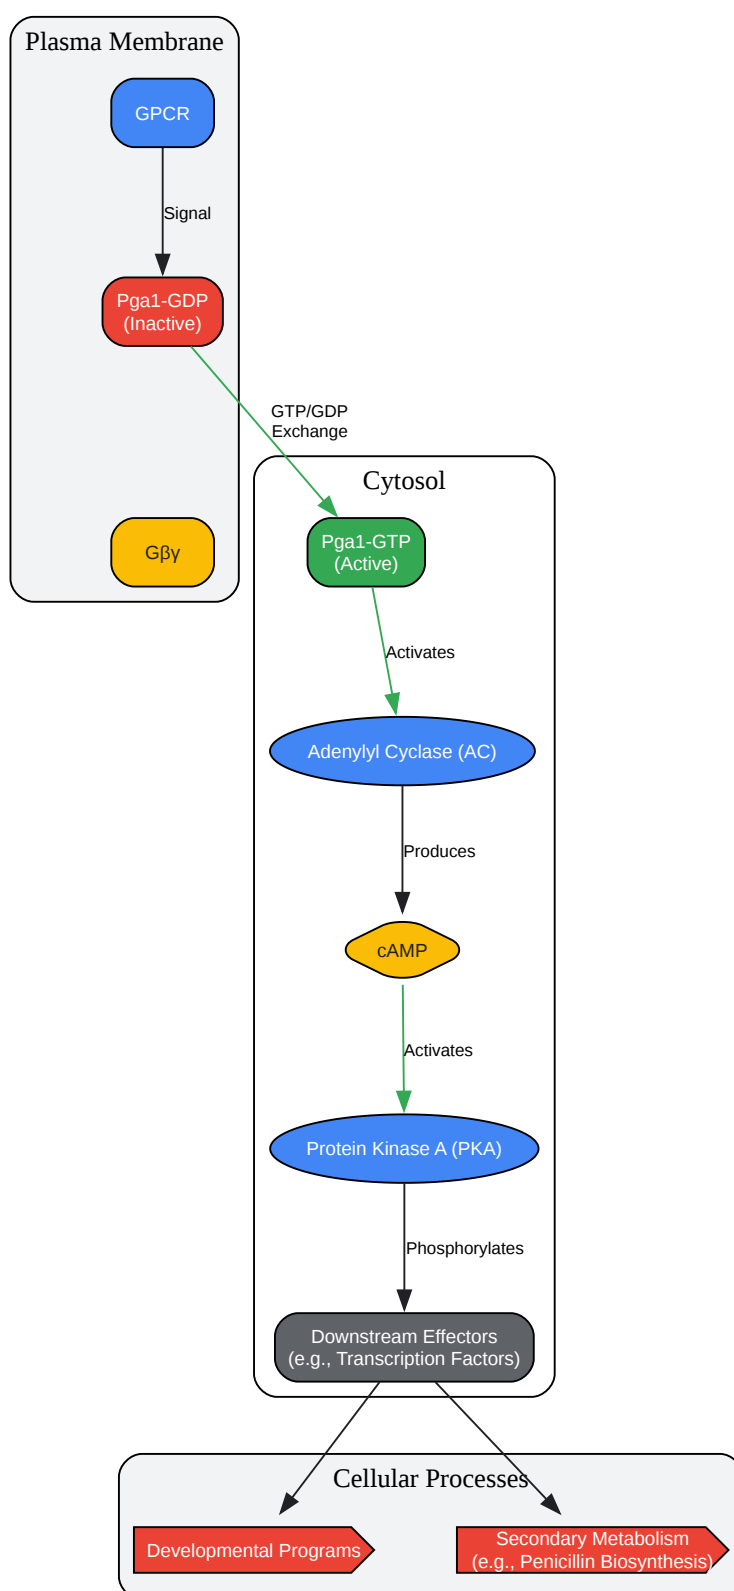 Plasma Membrane
GPCR
Signal
Pga1-GDP
(Inactive)
GTP/GDP
Exchange
Cytosol
Pga1-GTP
(Active)
Gβγ
Activates
Adenylyl Cyclase (AC)
Produces
cAMP
Activates
Protein Kinase A (PKA)
Phosphorylates
Downstream Effectors
(e.g., Transcription Factors)
Cellular Processes
Developmental Programs
Secondary Metabolism
(e.g., Penicillin Biosynthesis)